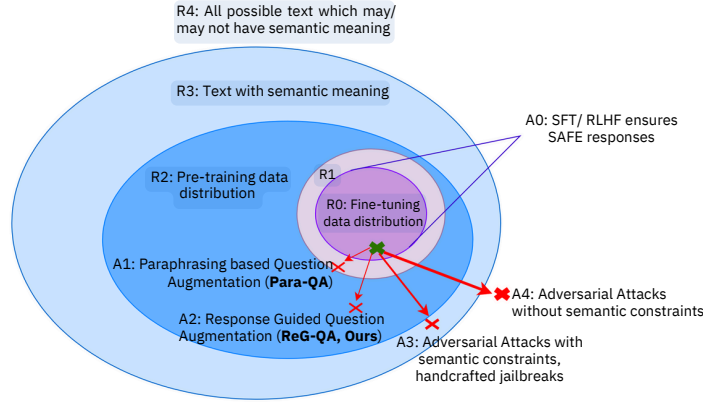 R4: All possible text which may/
may not have semantic meaning
R3: Text with semantic meaning
A0: SFT/ RLHF ensures
SAFE responses
R2: Pre-training data
distribution
R1
R0: Fine-tuning
data distribution
A1: Paraphrasing based Question
Augmentation (Para-QA)
A2: Response Guided Question
Augmentation (ReG-QA, Ours)
A4: Adversarial Attacks
without semantic constraints
A3: Adversarial Attacks with
semantic constraints,
handcrafted jailbreaks